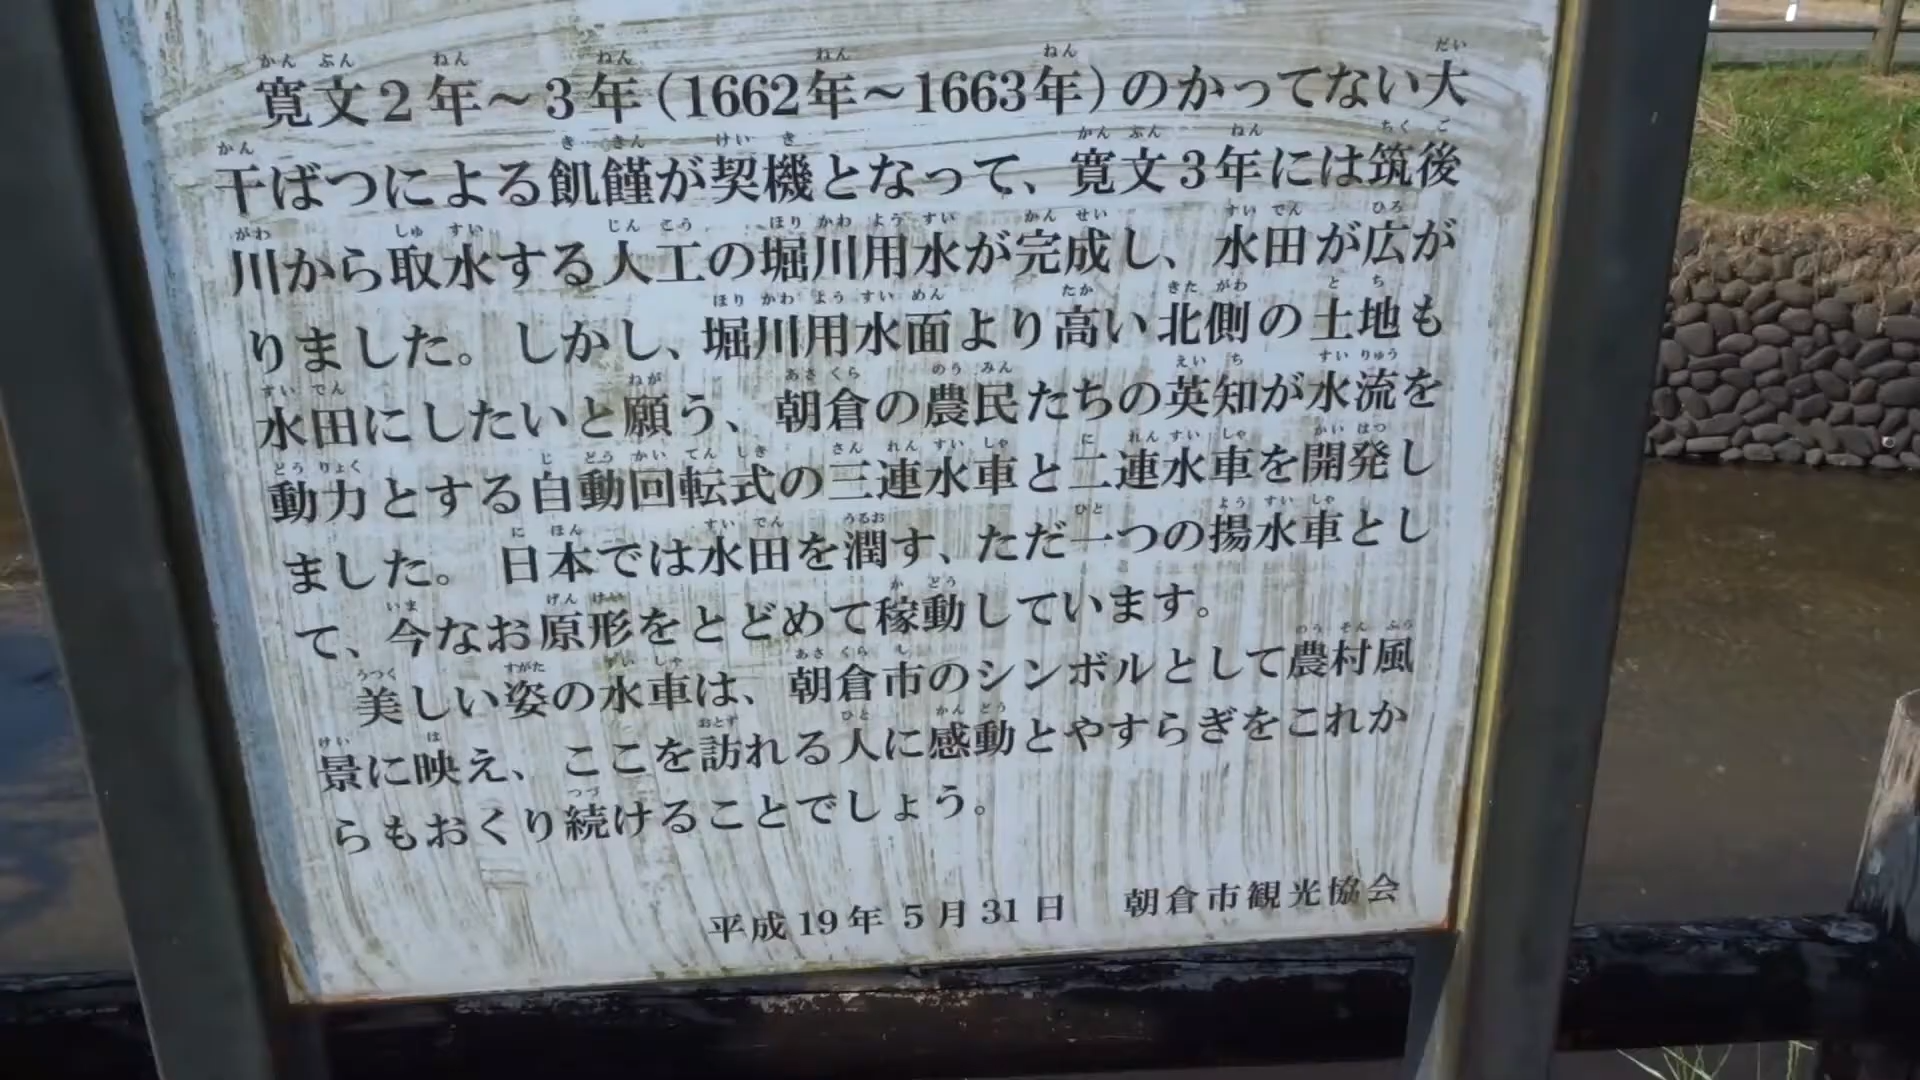 寛文2年～3年（1662年～1663年）のかってない大
干ばつによる飢饉が契機となって、寛文3年には筑後
川から取水する人工の堀川用水が完成し、水田が広が
りました。しかし、堀川用水面より高い北側の土地も
水田にしたいと願う、朝倉の農民たちの英知が水流を
動力とする自動回転式の三連水車と二連水車を開発し
ました。日本では水田を潤す、ただ一つの揚水車とし
て、今なお原形をとどめて稼動しています。
美しい姿の水車は、朝倉市のシンボルとして農村風
景に映え、ここを訪れる人に感動とやすらぎをこれか
らもおくり続けることでしょう。
平成19年5月31日 朝倉市観光協会